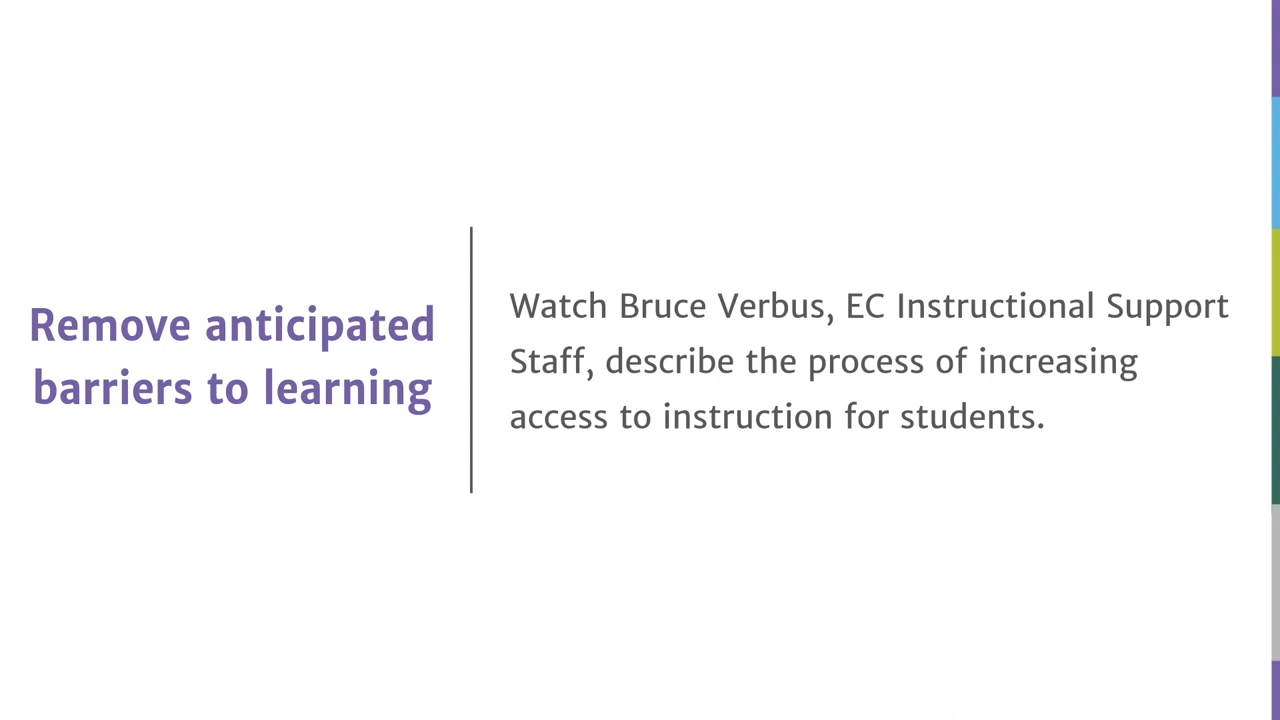 Remove anticipated
barriers to learning
Watch Bruce Verbus, EC Instructional Support
Staff, describe the process of increasing
access to instruction for students.